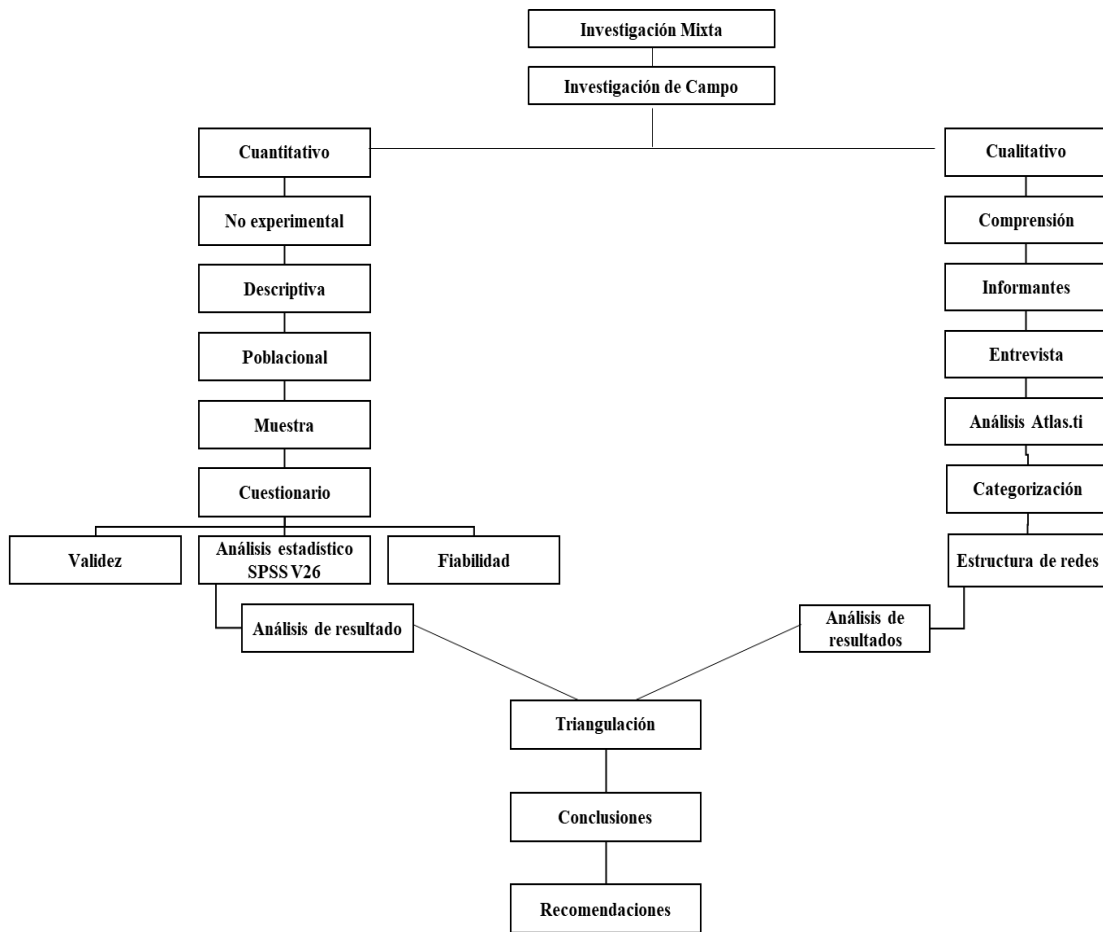 Investigación Mixta
Investigación de Campo
Cuantitativo
Cualitativo
No experimental
Comprensión
Descriptiva
Informantes
Poblacional
Entrevista
Muestra
Análisis Atlas.ti
Cuestionario
Categorización
Validez
Análisis estadístico
SPSS V26
Fiabilidad
Estructura de redes
Análisis de resultado
Análisis de
resultados
Triangulación
Conclusiones
Recomendaciones